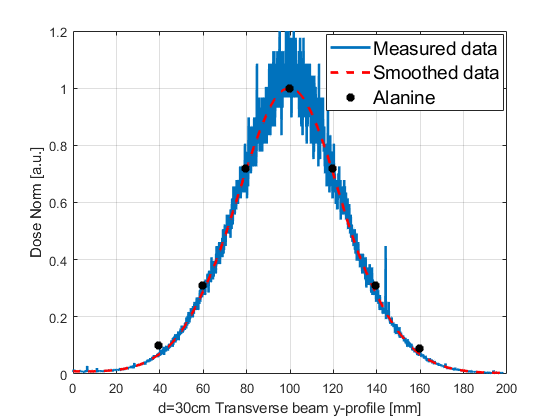 1.2
1
0.8
0.6
0.4
0.2
0
Dose Norm [a.u.]
Measured data
Smoothed data
Alanine
0 20 40 60 80 100 120 140 160 180 200
d=30cm Transverse beam y-profile [mm]